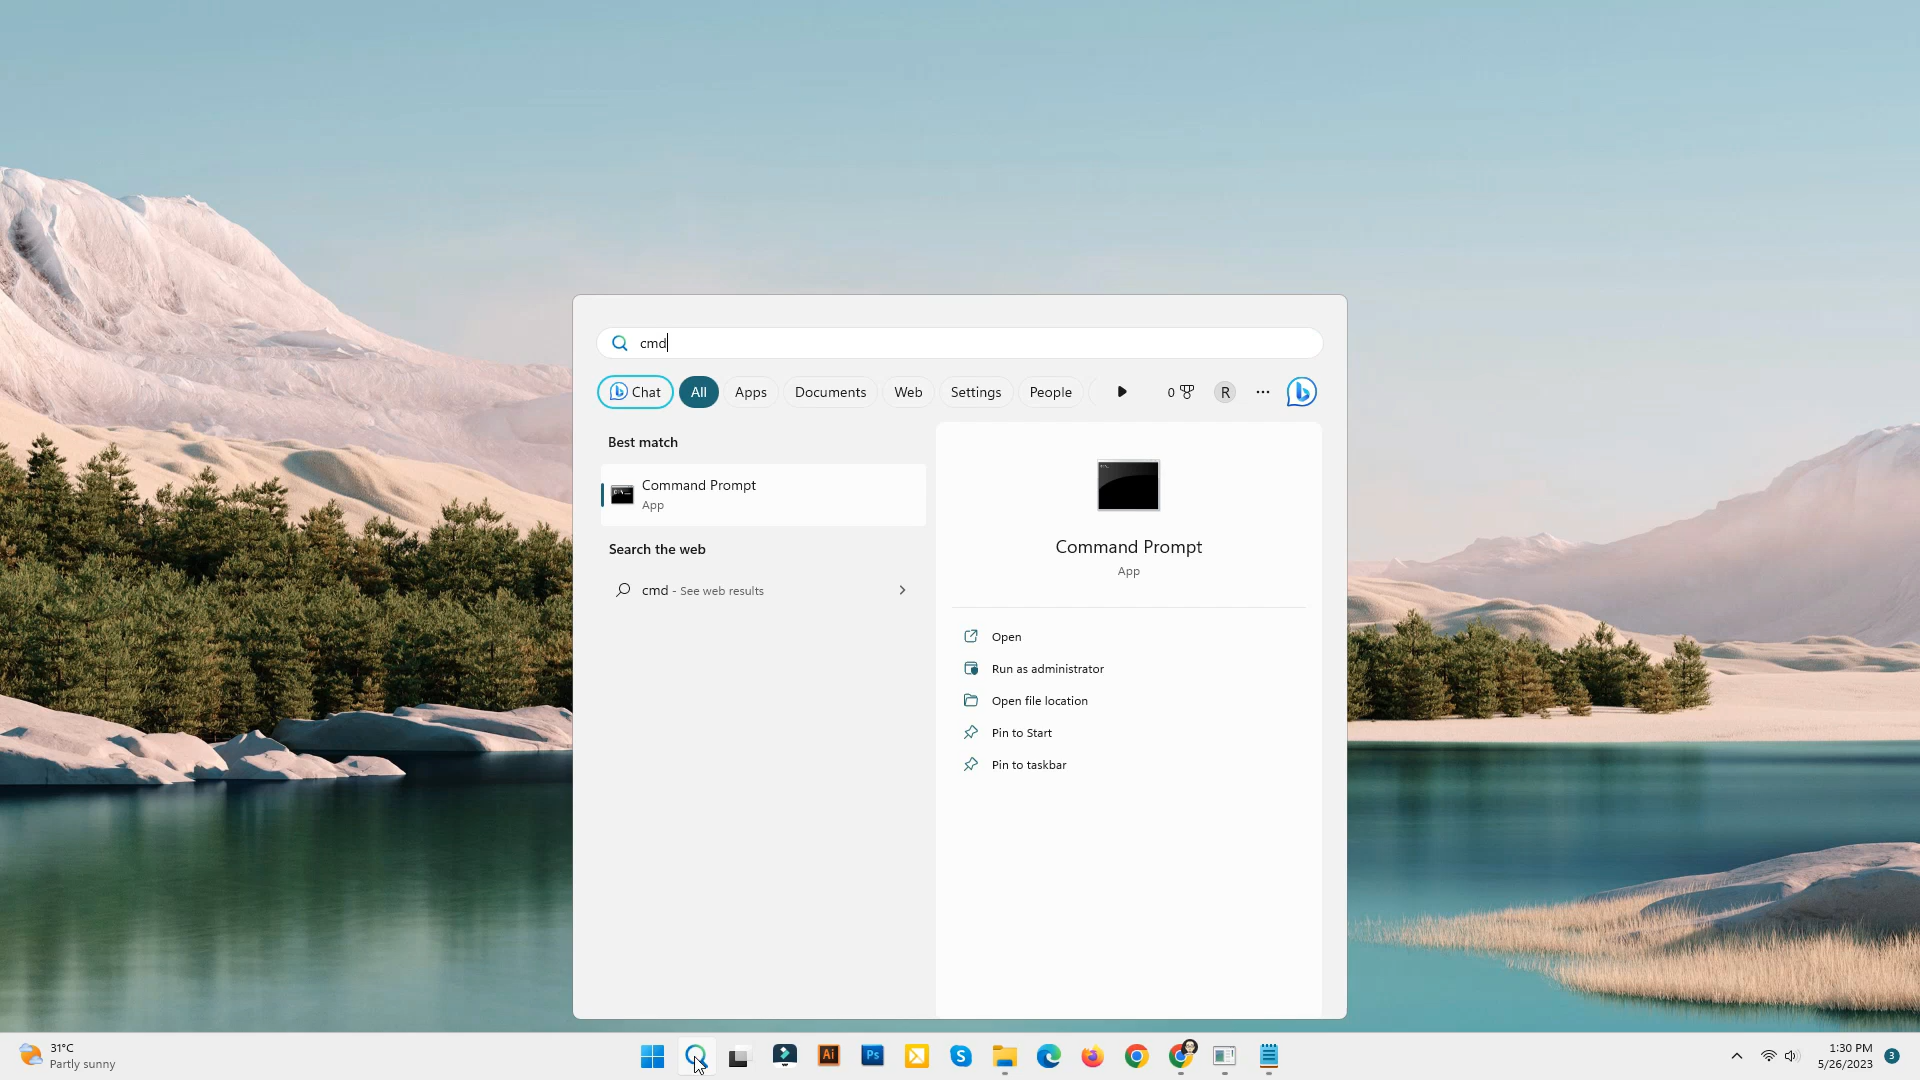 cmd
Chat
All
Apps
Documents
Web
Settings
People
0
R
Best match
Command Prompt
App
Search the web
cmd - See web results
Command Prompt
App
Open
Run as administrator
Open file location
Pin to Start
Pin to taskbar
31°C
Partly sunny
Ai
Ps
S
1:30 PM
5/26/2023
3